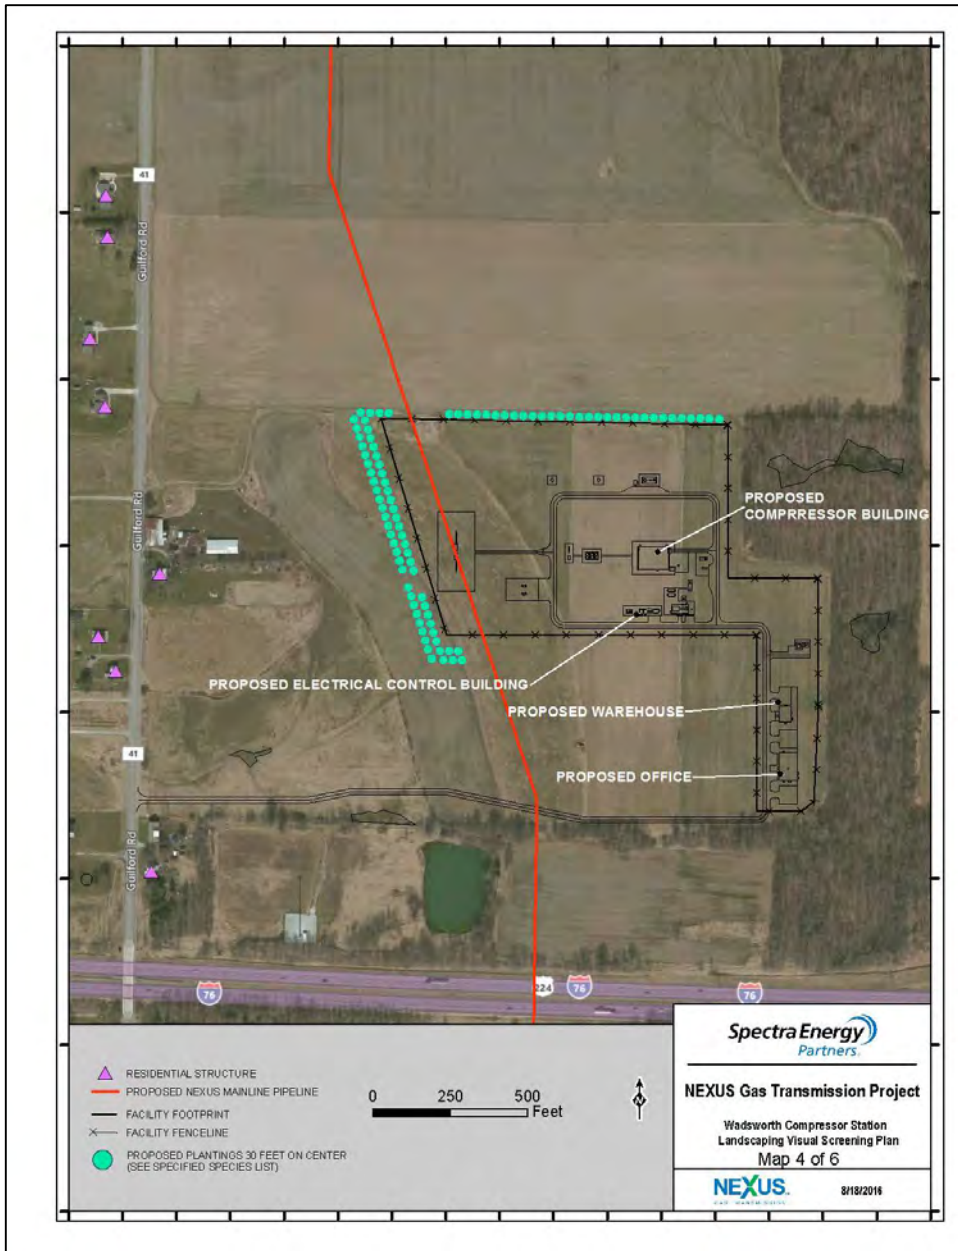 41
Guilford Rd
Guilford Rd
PROPOSED
COMPRRESSOR BUILDING
PROPOSED ELECTRICAL CONTROL BUILDING
PROPOSED WAREHOUSE
41
PROPOSED OFFICE
Guilford Rd
76
224
76
76
RESIDENTIAL STRUCTURE
PROPOSED NEXUS MAINLINE PIPELINE
FACILITY FOOTPRINT
FACILITY FENCELINE
PROPOSED PLANTINGS 30 FEET ON CENTER
(SEE SPECIFIED SPECIES LIST)
0 250 500
Feet
N
Spectra Energy
Partners
NEXUS Gas Transmission Project
Wadsworth Compressor Station
Landscaping Visual Screening Plan
Map 4 of 6
NEXUS
GAS TRANSMISSION
8/18/2016